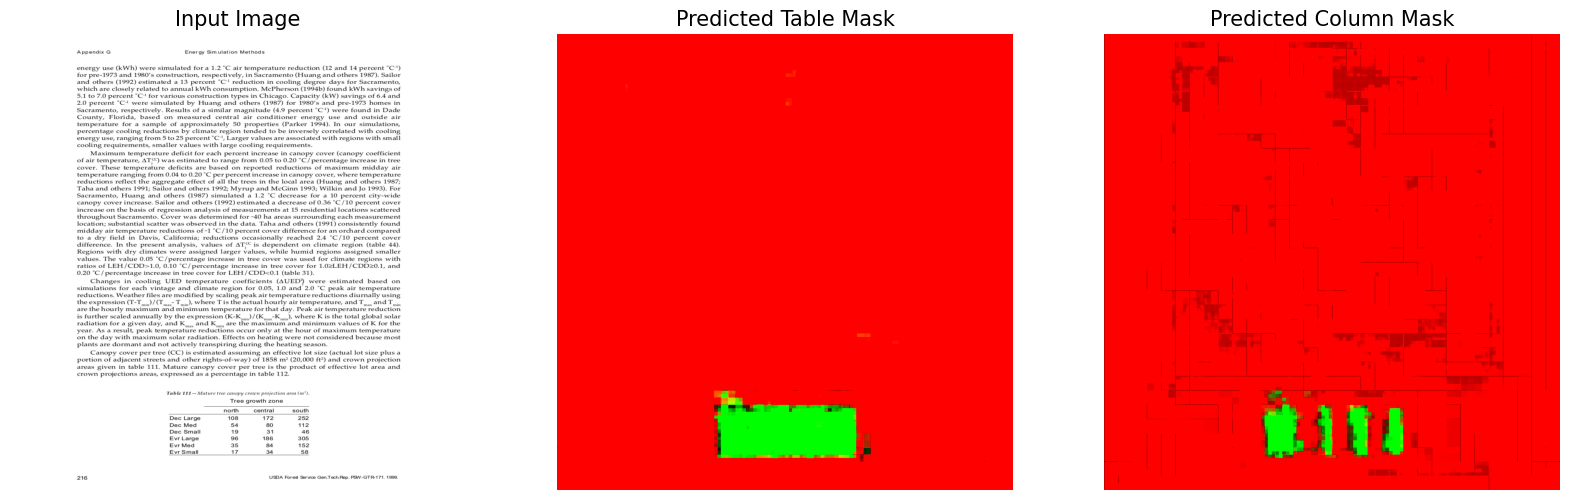 Input Image
Predicted Table Mask
Predicted Column Mask
Appendix G Energy Simulation Methods
energy use (kWh) were simulated for a 1.2 °C air temperature reduction (12 and 14 percent °C⁻¹)
for pre-1973 and 1980's construction, respectively, in Sacramento (Huang and others 1987). Sailor
and others (1992) estimated a 13 percent °C⁻¹ reduction in cooling degree days for Sacramento,
which are closely related to annual kWh consumption. McPherson (1994b) found kWh savings of
5.1 to 7.0 percent °C⁻¹ for various construction types in Chicago. Capacity (kW) savings of 6.4 and
2.0 percent °C⁻¹ were simulated by Huang and others (1987) for 1980's and pre-1973 homes in
Sacramento, respectively. Results of a similar magnitude (4.9 percent °C⁻¹) were found in Dade
County, Florida, based on measured central air conditioner energy use and outside air
temperature for a sample of approximately 50 properties (Parker 1994). In our simulations,
percentage cooling reductions by climate region tended to be inversely correlated with cooling
energy use, ranging from 5 to 25 percent °C⁻¹. Larger values are associated with regions with small
cooling requirements, smaller values with large cooling requirements.
Maximum temperature deficit for each percent increase in canopy cover (canopy coefficient
of air temperature, ΔT) was estimated to range from 0.05 to 0.20 °C/percentage increase in tree
cover. These temperature deficits are based on reported reductions of maximum midday air
temperature ranging from 0.04 to 0.20 °C per percent increase in canopy cover, where temperature
reductions reflect the aggregate effect of all the trees in the local area (Huang and others 1987;
Taha and others 1991; Sailor and others 1992; Myrup and McGinn 1993; Wilkin and Jo 1993). For
Sacramento, Huang and others (1987) simulated a 1.2 °C decrease for a 10 percent city-wide
canopy cover increase. Sailor and others (1992) estimated a decrease of 0.36 °C/10 percent cover
increase on the basis of regression analysis of measurements at 15 residential locations scattered
throughout Sacramento. Cover was determined for ~40 ha areas surrounding each measurement
location; substantial scatter was observed in the data. Taha and others (1991) consistently found
midday air temperature reductions of ~1 °C/10 percent cover difference for an orchard compared
to a dry field in Davis, California; reductions occasionally reached 2.4 °C/10 percent cover
difference. In the present analysis, values of ΔT is dependent on climate region (table 44).
Regions with dry climates were assigned larger values, while humid regions assigned smaller
values. The value 0.05 °C/percentage increase in tree cover was used for climate regions with
ratios of LEH/CDD>1.0, 0.10 °C/percentage increase in tree cover for 1.0≥LEH/CDD≥0.1, and
0.20 °C/percentage increase in tree cover for LEH/CDD<0.1 (table 31).
Changes in cooling UED temperature coefficients (ΔUED) were estimated based on
simulations for each vintage and climate region for 0.05, 1.0 and 2.0 °C peak air temperature
reductions. Weather files are modified by scaling peak air temperature reductions diurnally using
the expression (T-Tmin)/(Tmax- Tmin), where T is the actual hourly air temperature, and Tmax and Tmin
are the hourly maximum and minimum temperature for that day. Peak air temperature reduction
is further scaled annually by the expression (K-Kmin)/(Kmax-Kmin), where K is the total global solar
radiation for a given day, and Kmax and Kmin are the maximum and minimum values of K for the
year. As a result, peak temperature reductions occur only at the hour of maximum temperature
on the day with maximum solar radiation. Effects on heating were not considered because most
plants are dormant and not actively transpiring during the heating season.
Canopy cover per tree (CC) is estimated assuming an effective lot size (actual lot size plus a
portion of adjacent streets and other rights-of-way) of 1858 m² (20,000 ft²) and crown projection
areas given in table 111. Mature canopy cover per tree is the product of effective lot area and
crown projections areas, expressed as a percentage in table 112.
Table 111—Mature tree canopy crown projection area (m²).
Tree growth zone
north central south
Dec Large 108 172 252
Dec Med 54 80 112
Dec Small 19 31 46
Evr Large 96 186 305
Evr Med 35 84 152
Evr Small 17 34 58
216 USDA Forest Service Gen.Tech.Rep. PSW-GTR-171. 1999.